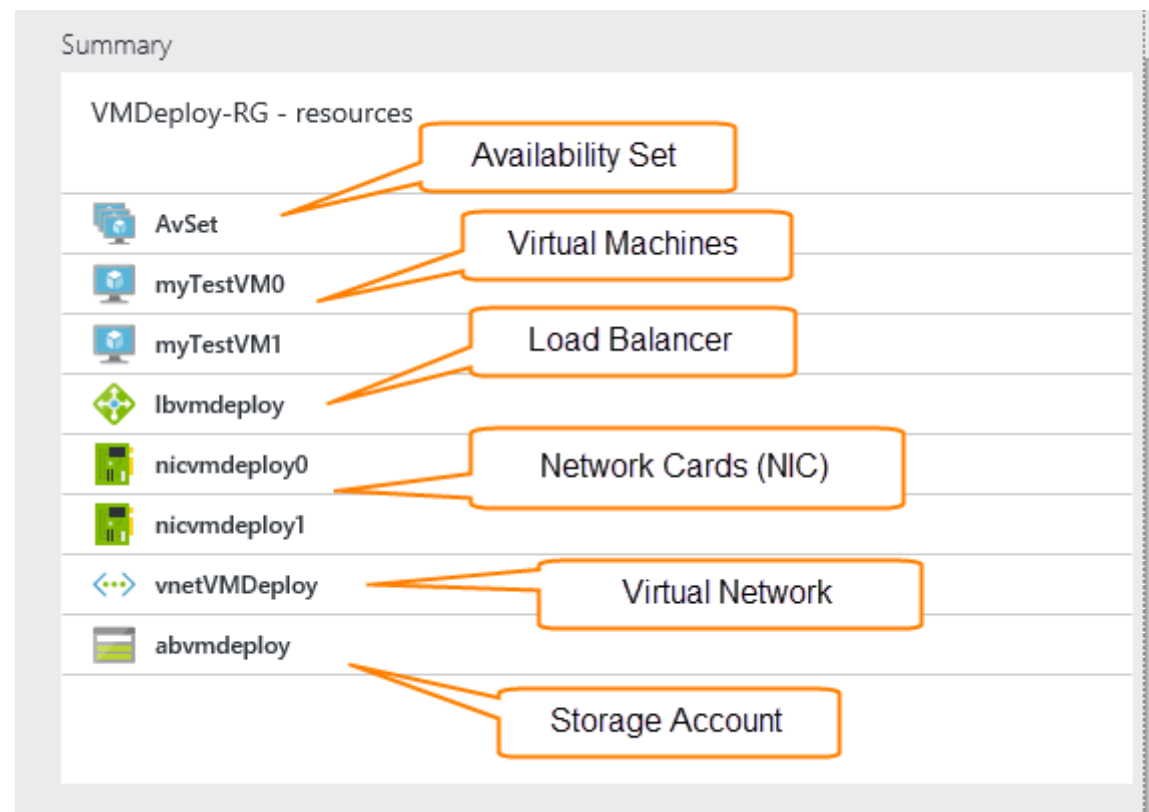 Summary
VMDeploy-RG - resources
Availability Set
AvSet
Virtual Machines
myTestVM0
Load Balancer
myTestVM1
lbvmdeploy
Network Cards (NIC)
nicvmdeploy0
nicvmdeploy1
vnetVMDeploy
Virtual Network
abvmdeploy
Storage Account